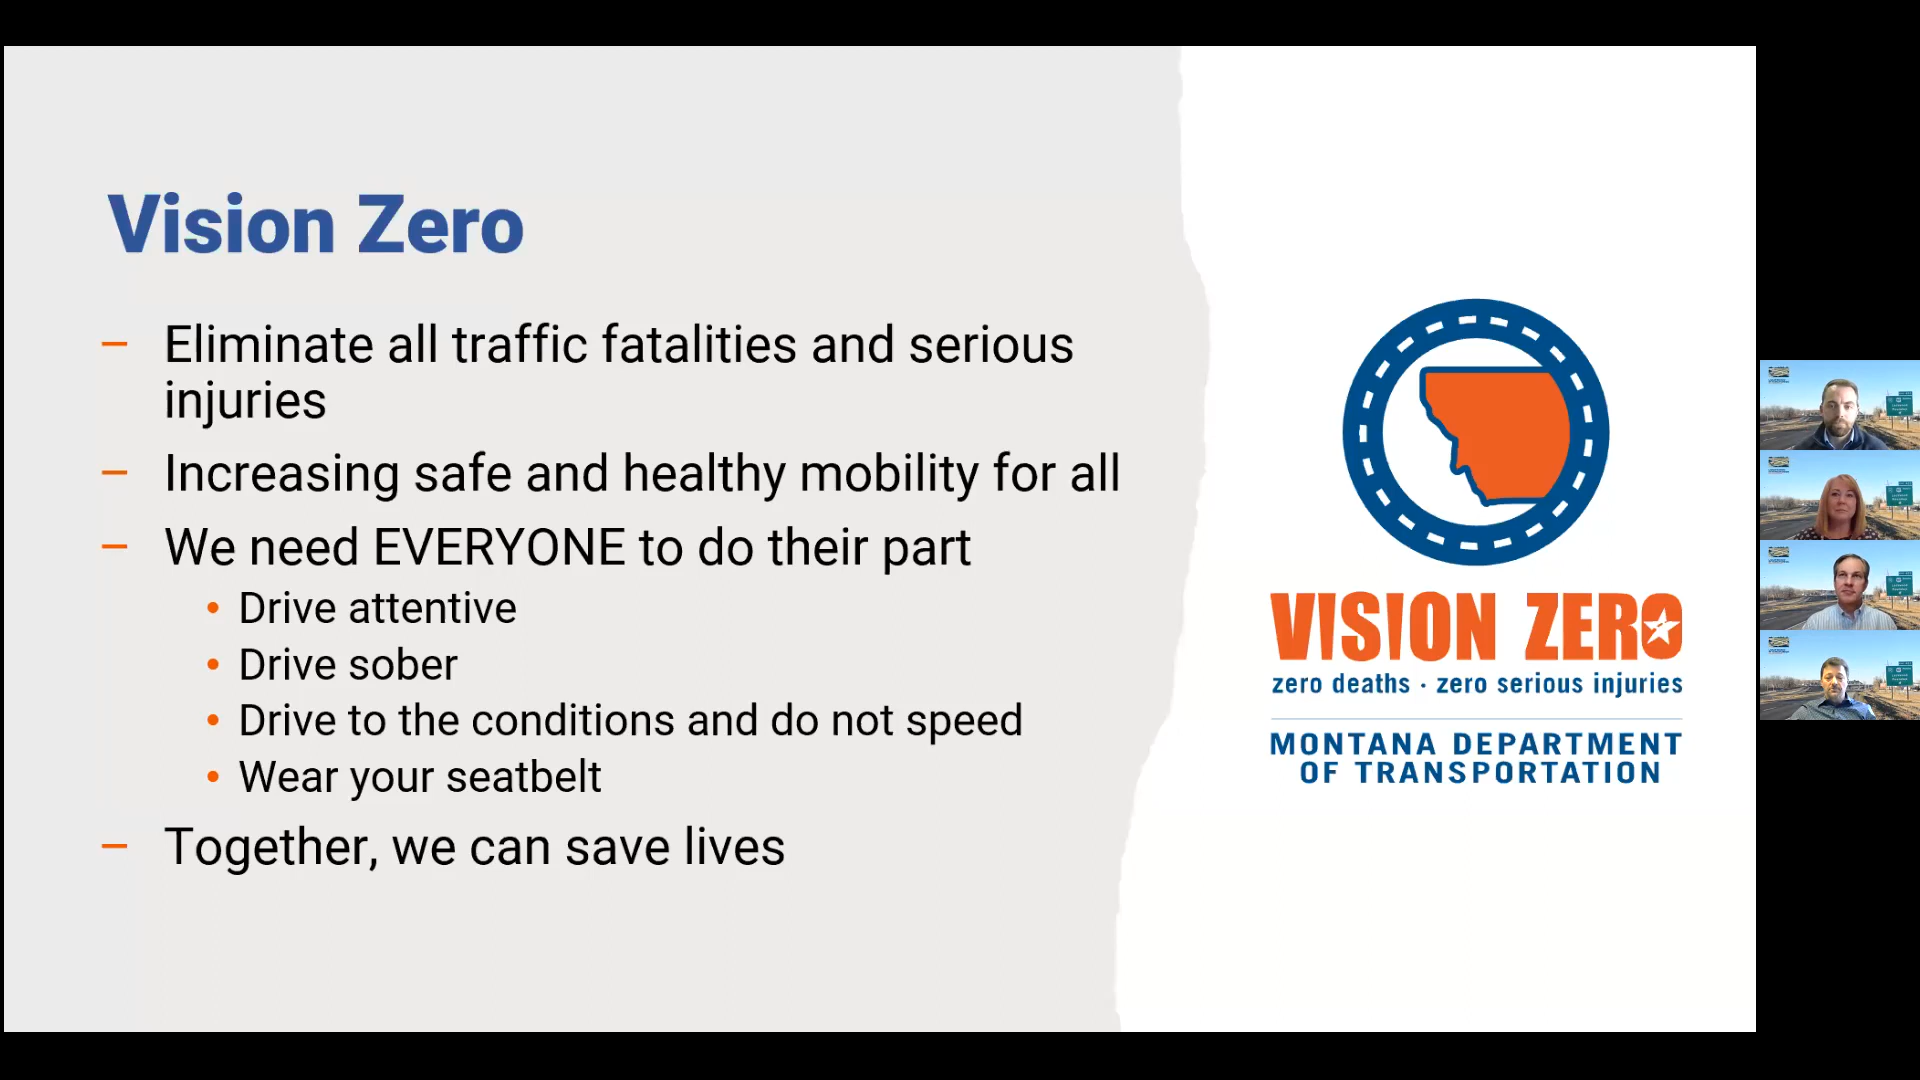 Vision Zero
– Eliminate all traffic fatalities and serious
injuries
– Increasing safe and healthy mobility for all
– We need EVERYONE to do their part
• Drive attentive
• Drive sober
• Drive to the conditions and do not speed
• Wear your seatbelt
– Together, we can save lives
VISION ZERO
zero deaths · zero serious injuries
MONTANA DEPARTMENT
OF TRANSPORTATION